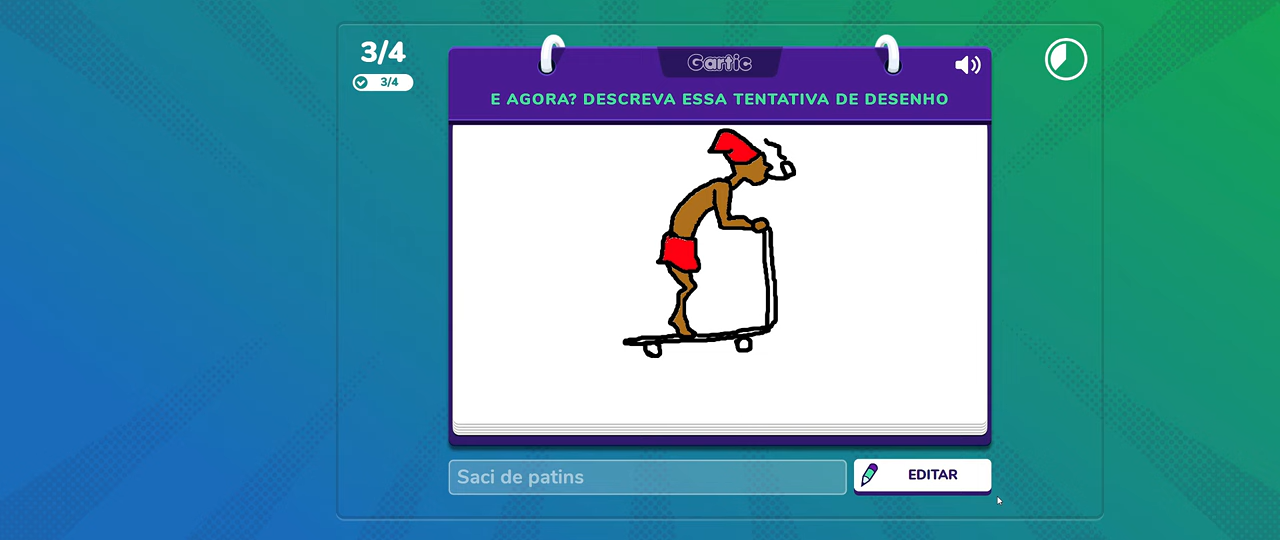 3/4
3/4
Gartic
E AGORA? DESCREVA ESSA TENTATIVA DE DESENHO
Saci de patins
EDITAR